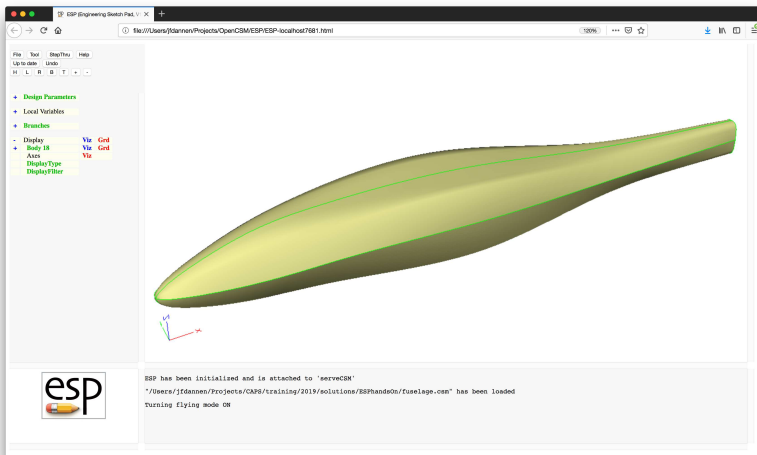 ESP (Engineering Sketch Pad, V
file:///Users/jfdannen/Projects/OpenCSM/ESP/ESP-localhost7681.html
120%
File Tool StepThru Help
Up to date Undo
H L R B T + -
+ Design Parameters
+ Local Variables
+ Branches
- Display Viz Grd
+ Body 18 Viz Grd
Axes Viz
DisplayType
DisplayFilter
x
esp
ESP has been initialized and is attached to 'serveCSM'
"/Users/jfdannen/Projects/CAPS/training/2019/solutions/ESPhandsOn/fuselage.csm" has been loaded
Turning flying mode ON